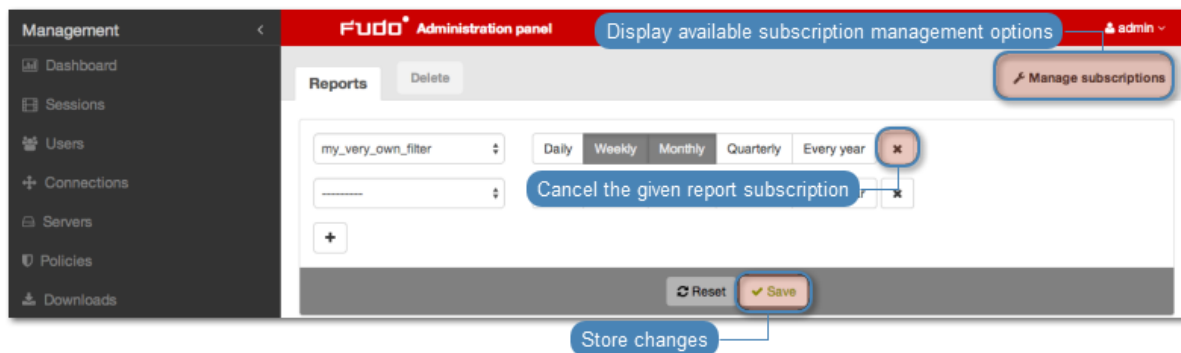 Management
FUDO Administration panel
Display available subscription management options
admin
Dashboard
Reports
Delete
Manage subscriptions
Sessions
Users
my_very_own_filter
Daily
Weekly
Monthly
Quarterly
Every year
Connections
---------
Cancel the given report subscription
Servers
Policies
Downloads
Reset
Save
Store changes